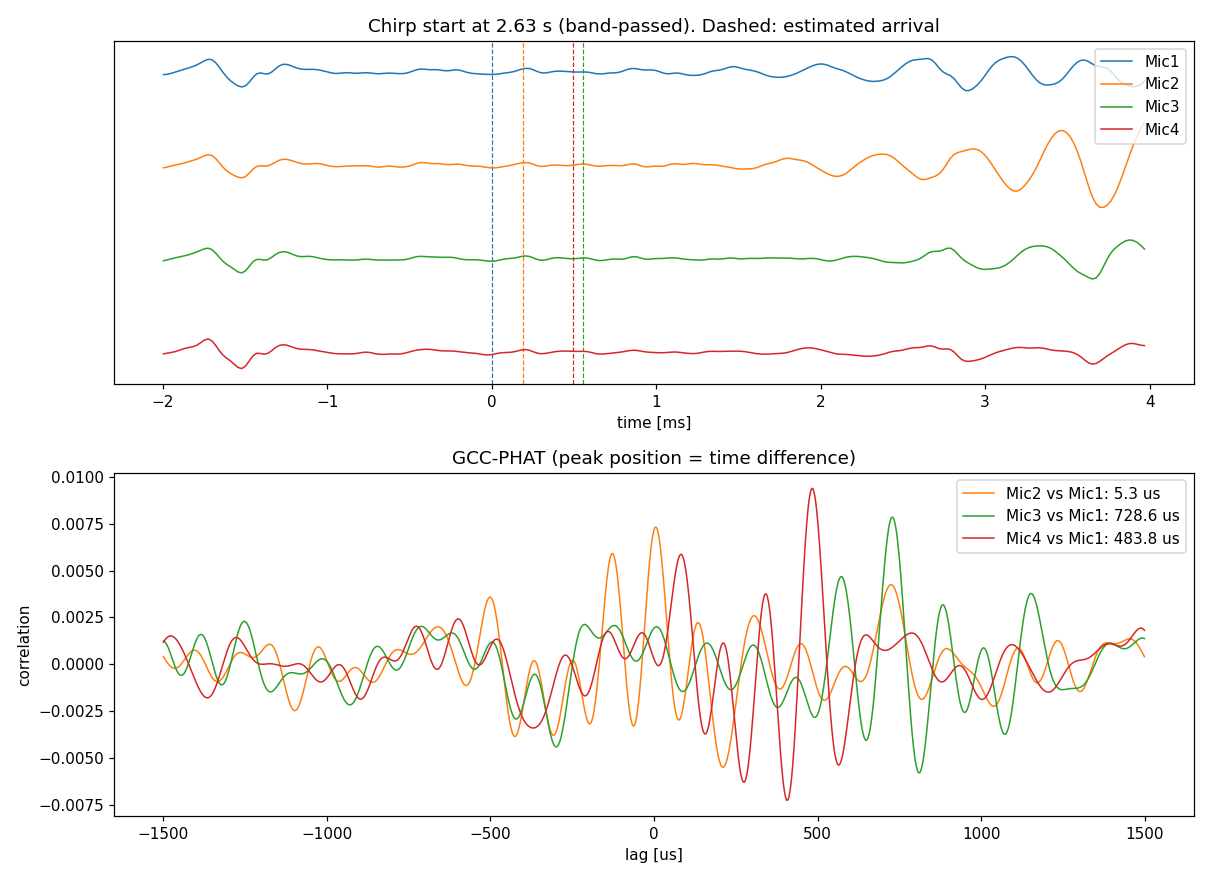 Chirp start at 2.63 s (band-passed). Dashed: estimated arrival
Mic1
Mic2
Mic3
Mic4
−2 −1 0 1 2 3 4
time [ms]
GCC-PHAT (peak position = time difference)
0.0100
0.0075
0.0050
0.0025
0.0000
−0.0025
−0.0050
−0.0075
correlation
Mic2 vs Mic1: 5.3 us
Mic3 vs Mic1: 728.6 us
Mic4 vs Mic1: 483.8 us
−1500 −1000 −500 0 500 1000 1500
lag [us]